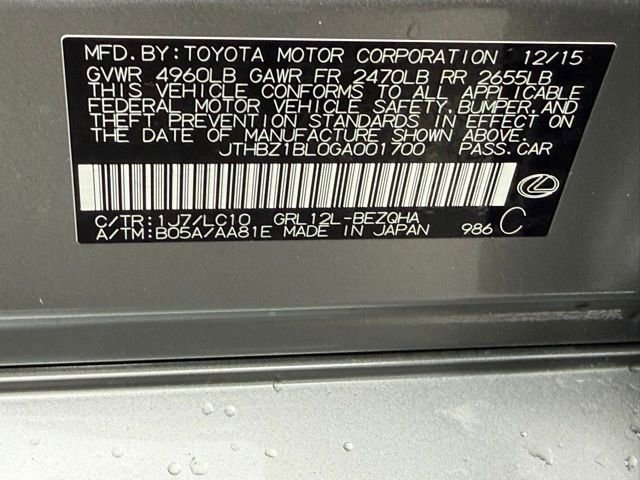 MFD.BY:TOYOTA MOTOR CORPORATION 12/15
GVWR 4960LB GAWR FR 2470LB RR 2655LB
THIS VEHICLE CONFORMS TO ALL APPLICABLE
FEDERAL MOTOR VEHICLE SAFETY,BUMPER,AND
THEFT PREVENTION STANDARDS IN EFFECT ON
THE DATE OF MANUFACTURE SHOWN ABOVE.
JTHBZ1BL0GA001700 PASS.CAR
C/TR:1J7/LC10 GRL12L-BEZQHA
A/TM:B05A/AA81E MADE IN JAPAN 986 C